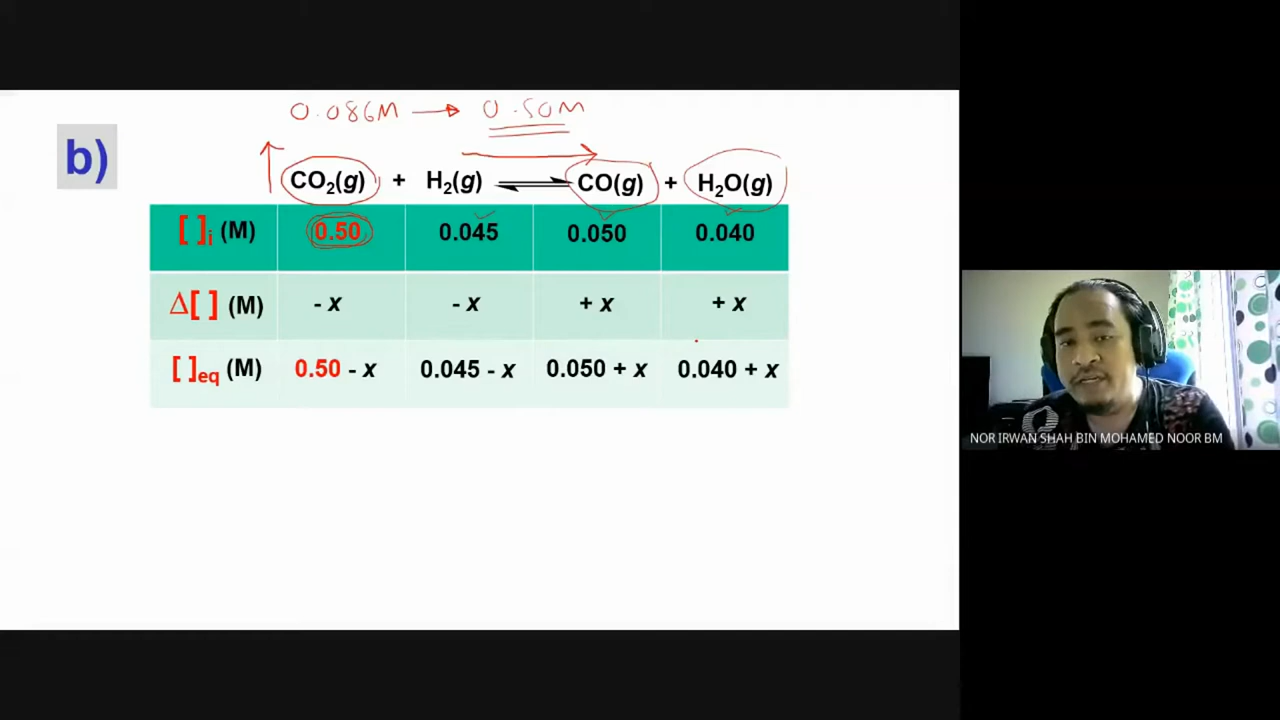 0.086M → 0.50M
b)
CO₂(g) + H₂(g) ⇌ CO(g) + H₂O(g)
[ ]ᵢ (M) 0.50 0.045 0.050 0.040
Δ[ ] (M) - x - x + x + x
[ ]eq (M) 0.50 - x 0.045 - x 0.050 + x 0.040 + x
NOR IRWAN SHAH BIN MOHAMED NOOR BM